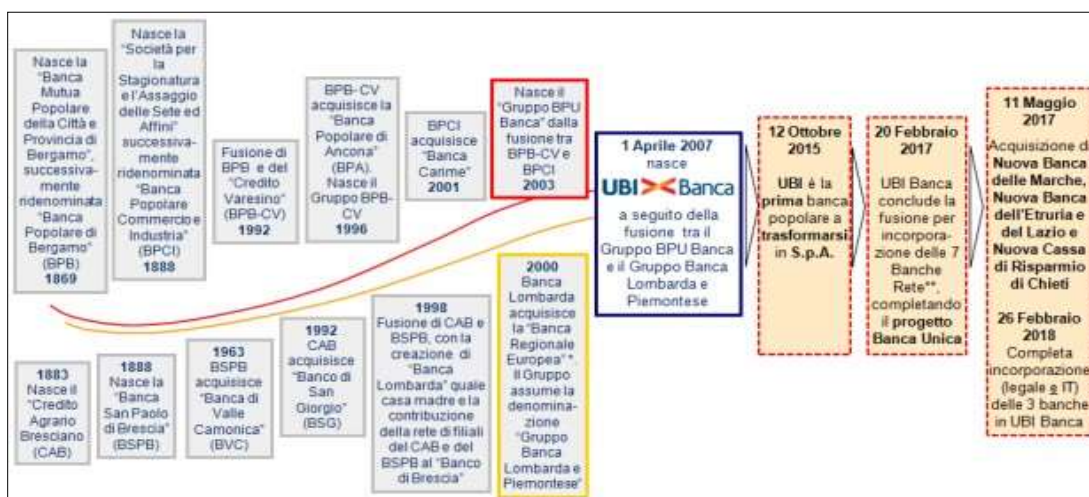 Nasce la
"Banca
Mutua
Popolare
della Città e
Provincia di
Bergamo",
successiva-
mente
ridenominata
"Banca
Popolare di
Bergamo"
(BPB)
1869
Nasce la
"Società per
la
Stagionatura
e l'Assaggio
delle Sete ed
Affini"
successiva-
mente
ridenominata
"Banca
Popolare
Commercio e
Industria"
(BPCI)
1888
Fusione di
BPB e del
"Credito
Varesino"
(BPB-CV)
1992
BPB- CV
acquisisce la
"Banca
Popolare di
Ancona"
(BPA).
Nasce il
Gruppo BPB-
CV
1996
BPCI
acquisce
"Banca
Carime"
2001
Nasce il
"Gruppo BPU
Banca" dalla
fusione tra
BPB-CV e
BPCI
2003
1883
Nasce il
"Credito
Agrario
Bresciano"
(CAB)
1888
Nasce la
"Banca
San Paolo
di Brescia"
(BSPB)
1963
BSPB
acquisce
"Banca di
Valle
Camonica"
(BVC)
1992
CAB
acquisce
"Banco di
San
Giorgio"
(BSG)
1998
Fusione di CAB e
BSPB, con la
creazione di
"Banca
Lombarda" quale
casa madre e la
contribuzione
della rete di filiali
del CAB e del
BSPB al "Banco
di Brescia"
2000
Banca
Lombarda
acquisisce
la "Banca
Regionale
Europea" *.
Il Gruppo
assume la
denomina-
zione
"Gruppo
Banca
Lombarda e
Piemontese"
1 Aprile 2007
nasce
UBI Banca
a seguito della
fusione tra il
Gruppo BPU Banca
e il Gruppo Banca
Lombarda e
Piemontese
12 Ottobre
2015
UBI è la
prima banca
popolare a
trasformarsi
in S.p.A.
20 Febbraio
2017
UBI Banca
conclude la
fusione per
incorpora-
zione delle 7
Banche
Rete**,
completando
il progetto
Banca Unica
11 Maggio
2017
Acquisizione di
Nuova Banca
delle Marche,
Nuova Banca
dell'Etruria e
del Lazio e
Nuova Cassa
di Risparmio
di Chieti
26 Febbraio
2018
Completa
incorporazione
(legale e IT)
delle 3 banche
in UBI Banca